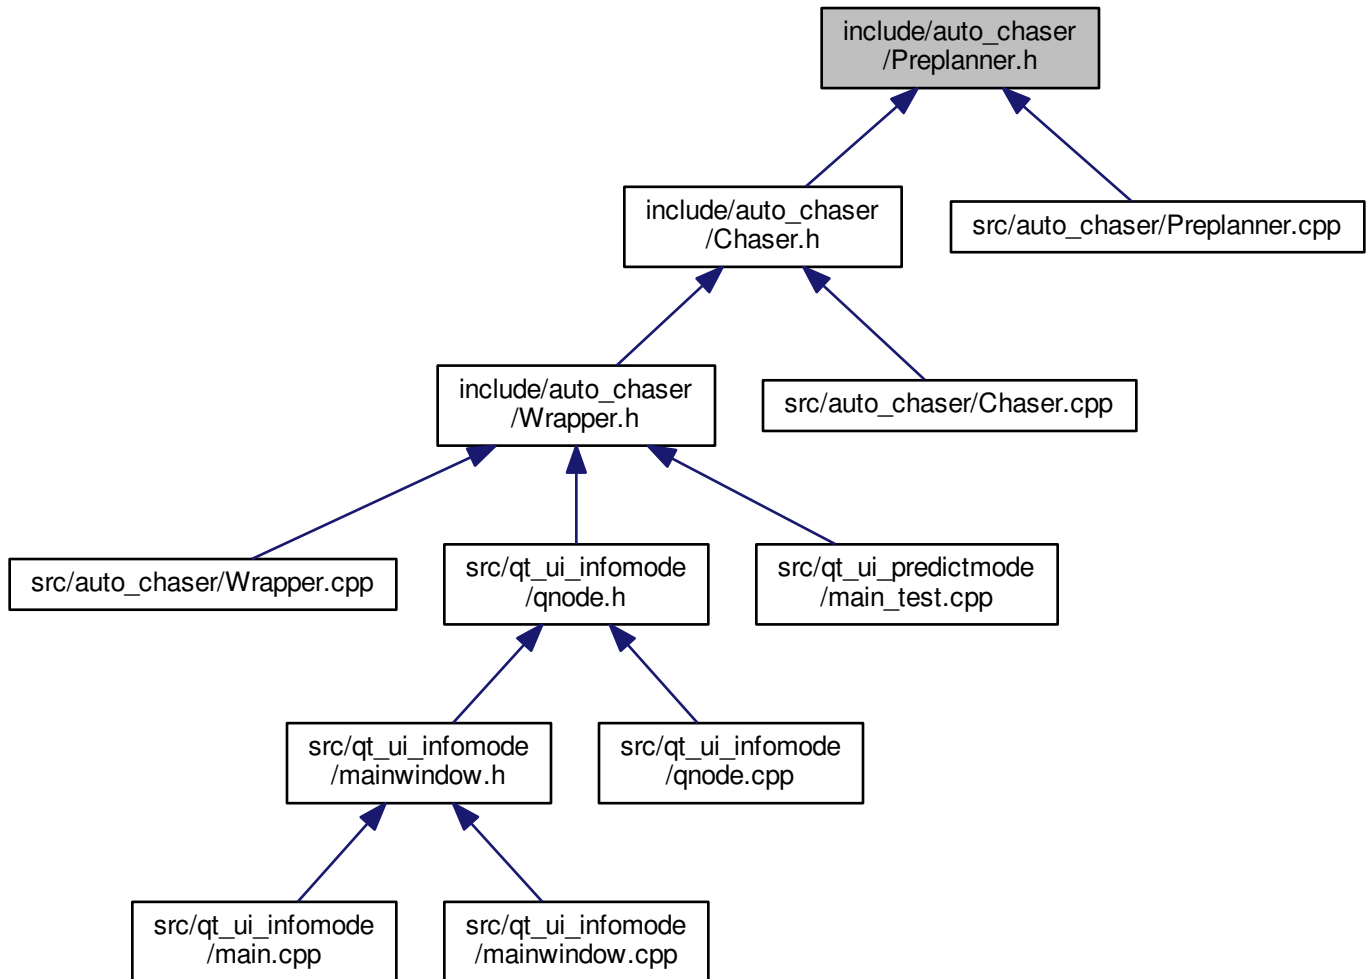 include/auto_chaser
/Preplanner.h
include/auto_chaser
/Chaser.h
src/auto_chaser/Preplanner.cpp
include/auto_chaser
/Wrapper.h
src/auto_chaser/Chaser.cpp
src/auto_chaser/Wrapper.cpp
src/qt_ui_infomode
/qnode.h
src/qt_ui_predictmode
/main_test.cpp
src/qt_ui_infomode
/mainwindow.h
src/qt_ui_infomode
/qnode.cpp
src/qt_ui_infomode
/main.cpp
src/qt_ui_infomode
/mainwindow.cpp